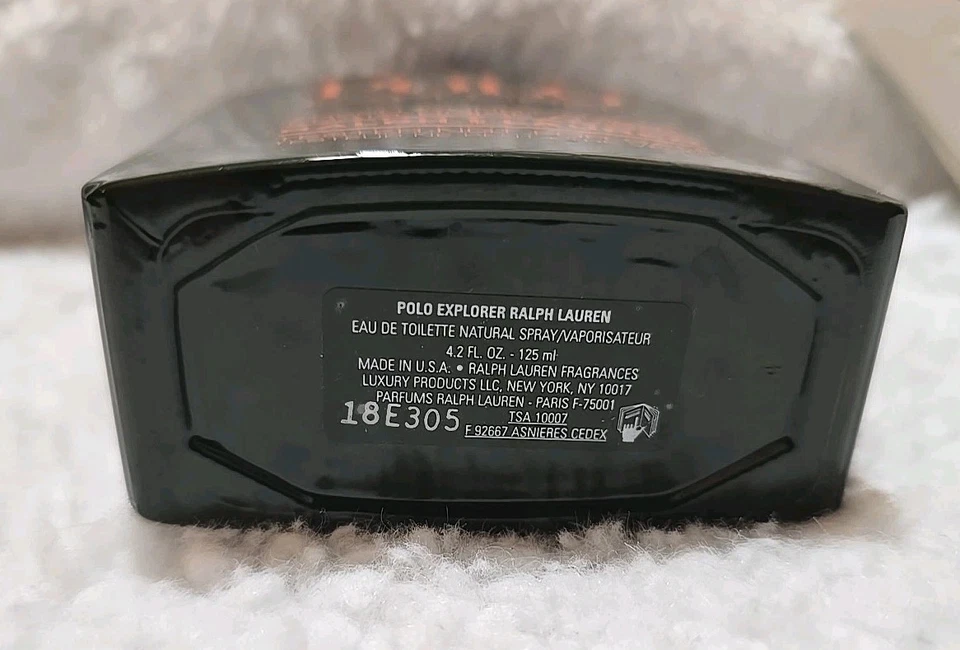 POLO EXPLORER RALPH LAUREN
EAU DE TOILETTE NATURAL SPRAY/VAPORISATEUR
4.2 FL. OZ. - 125 ml
MADE IN U.S.A. • RALPH LAUREN FRAGRANCES
LUXURY PRODUCTS LLC, NEW YORK, NY 10017
PARFUMS RALPH LAUREN - PARIS F-75001
TSA 10007
18E305 F 92667 ASNIERES CEDEX